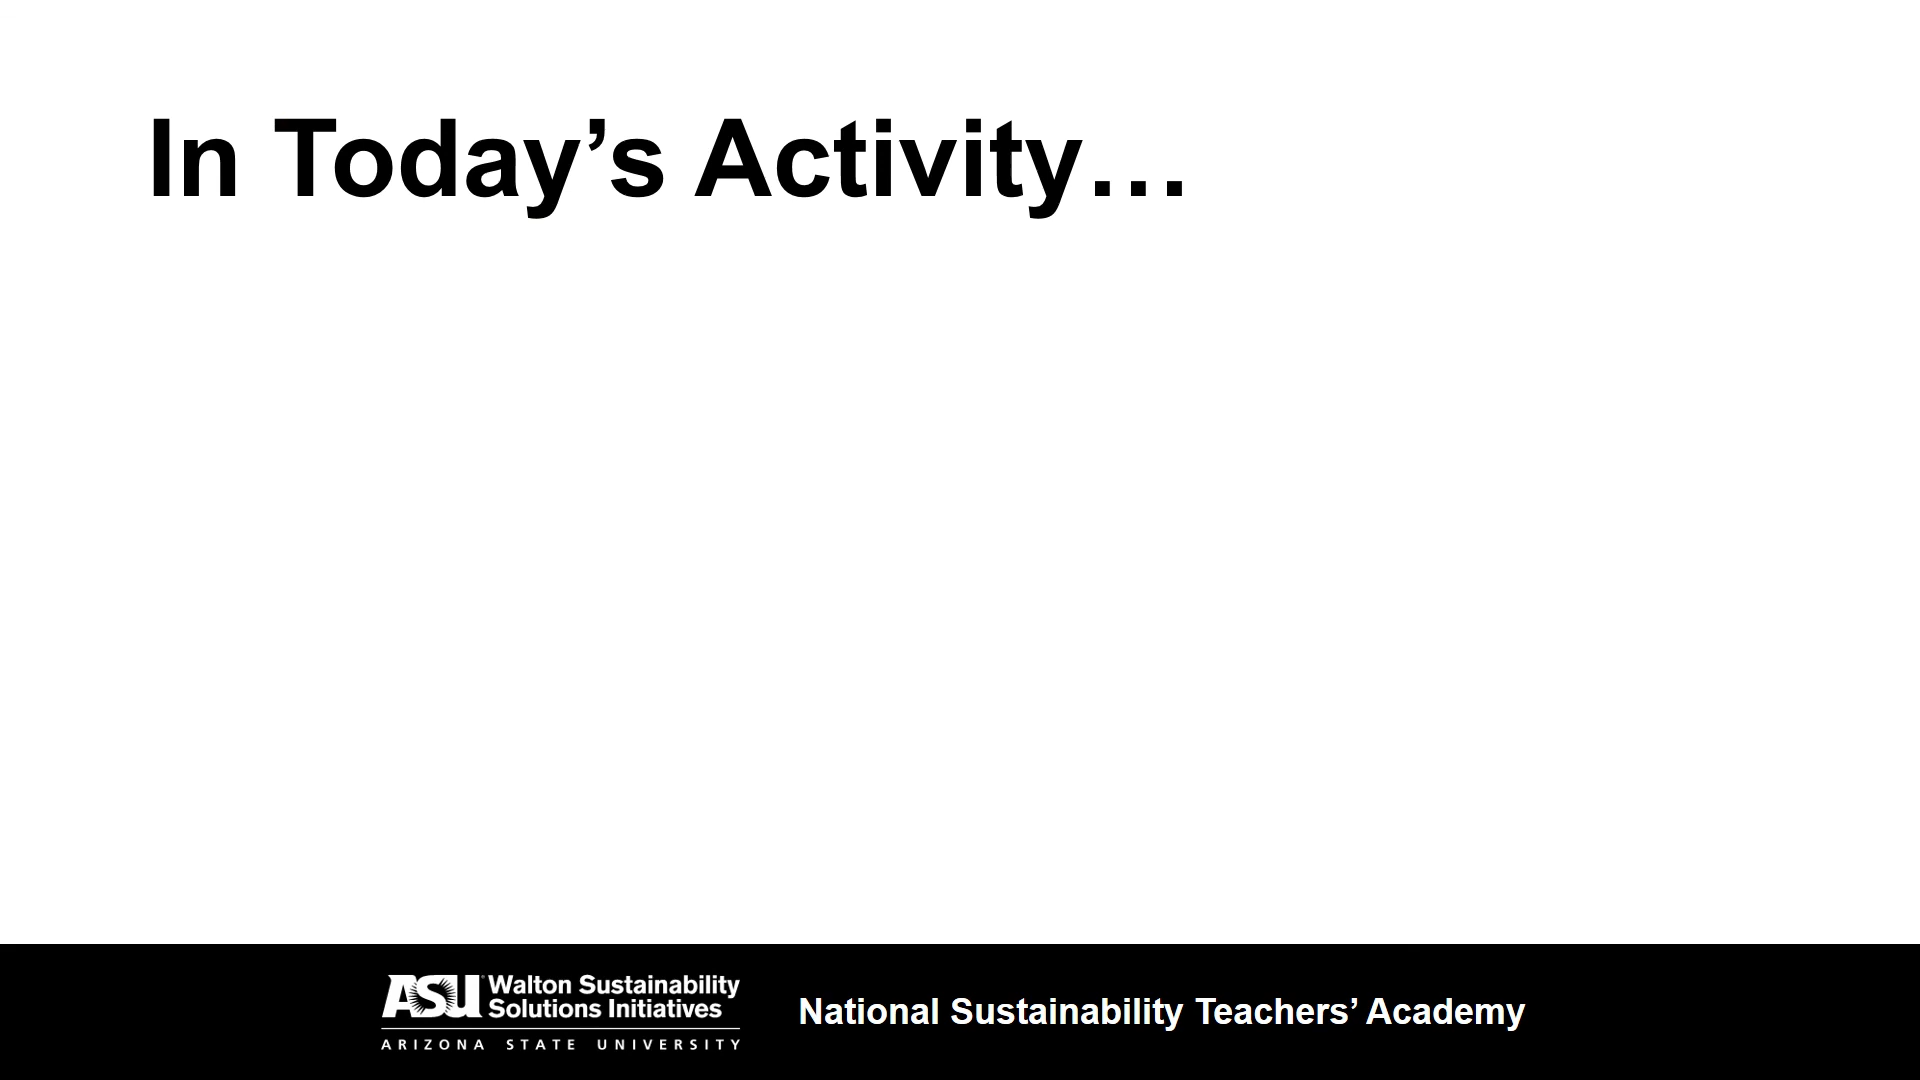 In Today’s Activity…
ASU Walton Sustainability
Solutions Initiatives
ARIZONA STATE UNIVERSITY
National Sustainability Teachers’ Academy